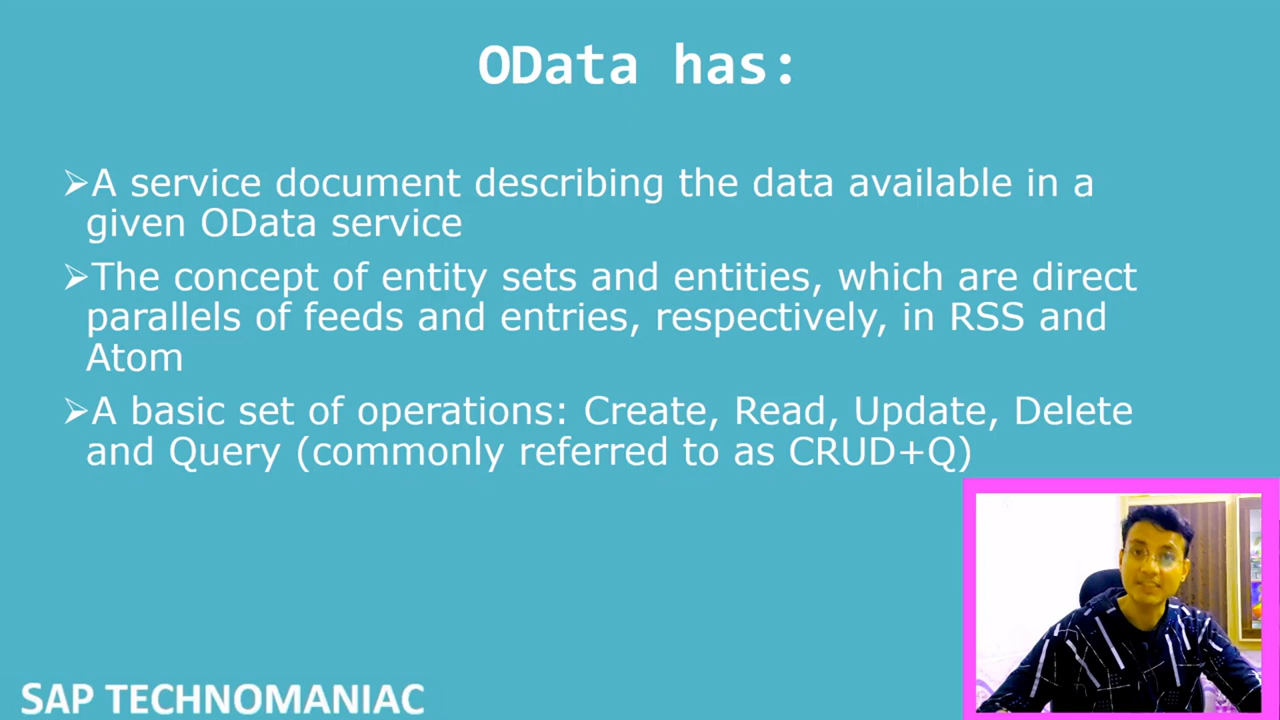 OData has:
➢A service document describing the data available in a
given OData service
➢The concept of entity sets and entities, which are direct
parallels of feeds and entries, respectively, in RSS and
Atom
➢A basic set of operations: Create, Read, Update, Delete
and Query (commonly referred to as CRUD+Q)
SAP TECHNOMANIAC